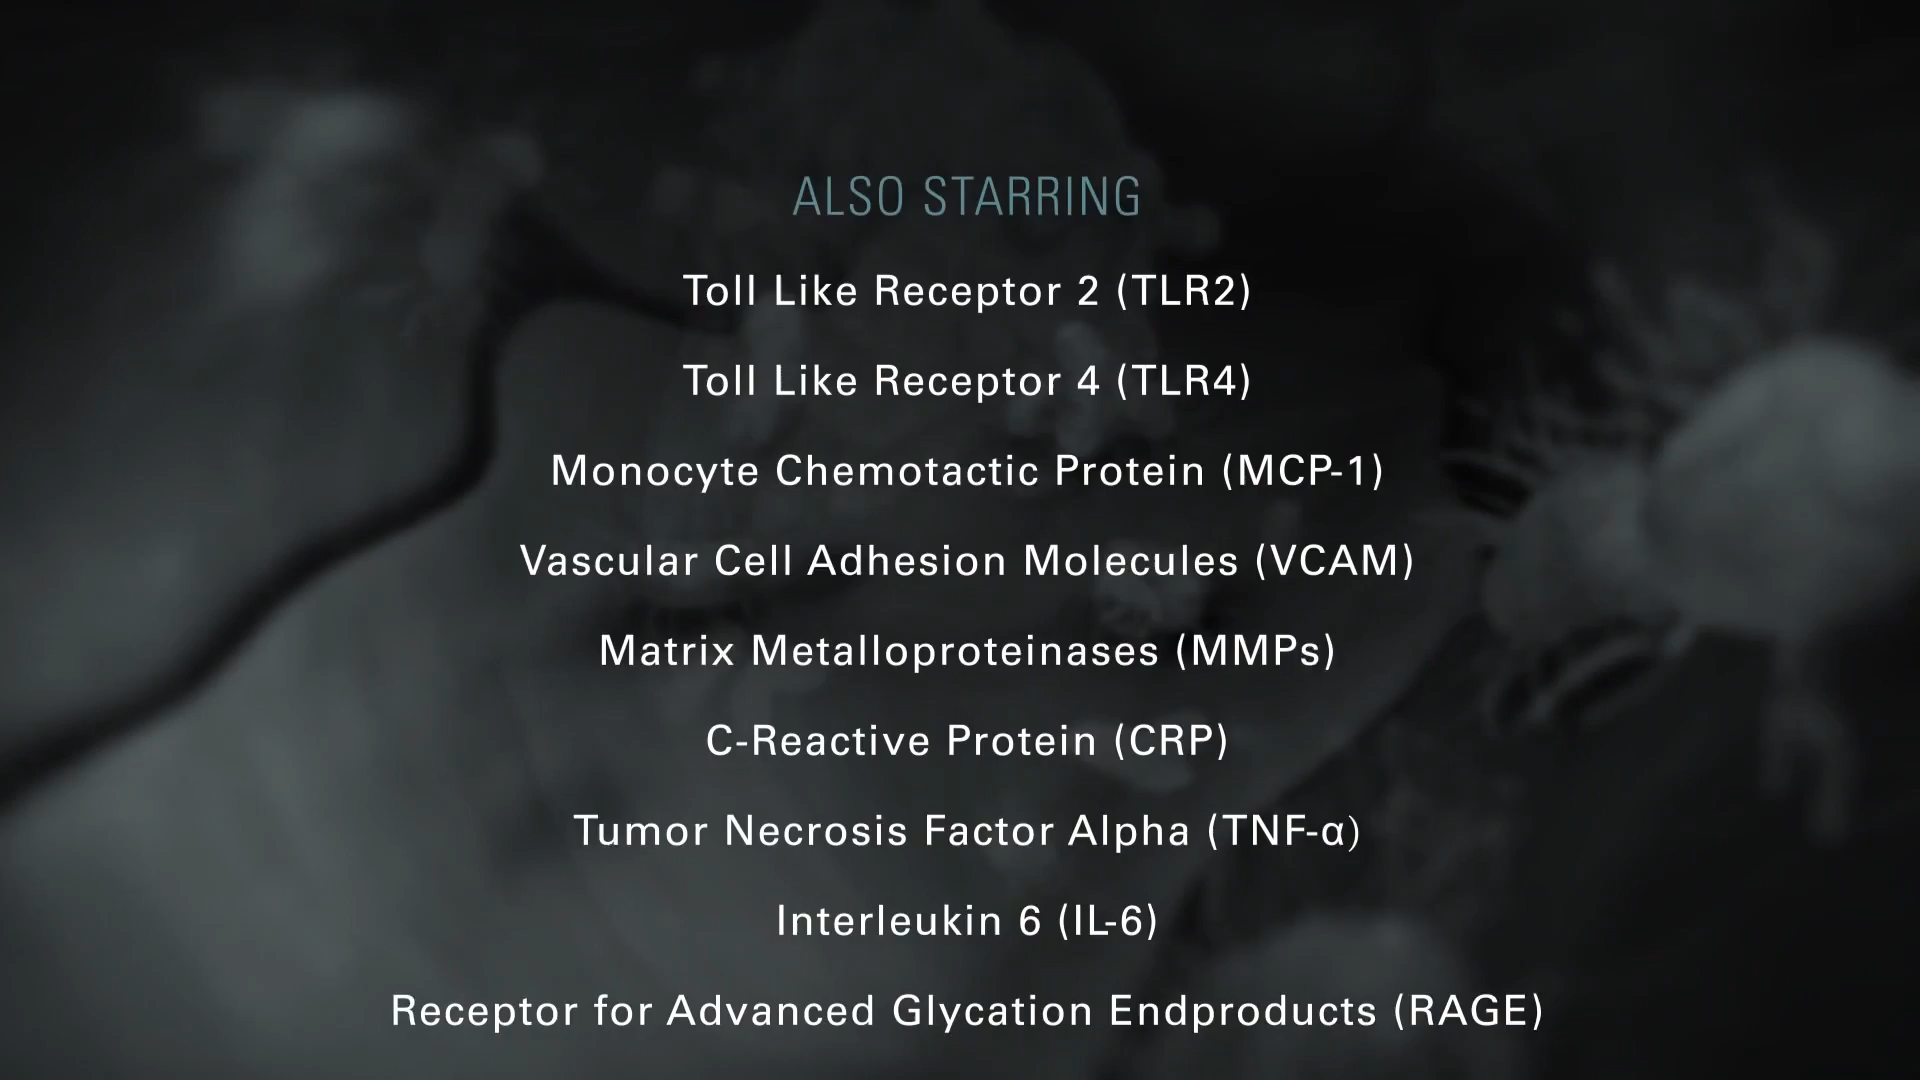 ALSO STARRING
Toll Like Receptor 2 (TLR2)
Toll Like Receptor 4 (TLR4)
Monocyte Chemotactic Protein (MCP-1)
Vascular Cell Adhesion Molecules (VCAM)
Matrix Metalloproteinases (MMPs)
C-Reactive Protein (CRP)
Tumor Necrosis Factor Alpha (TNF-α)
Interleukin 6 (IL-6)
Receptor for Advanced Glycation Endproducts (RAGE)